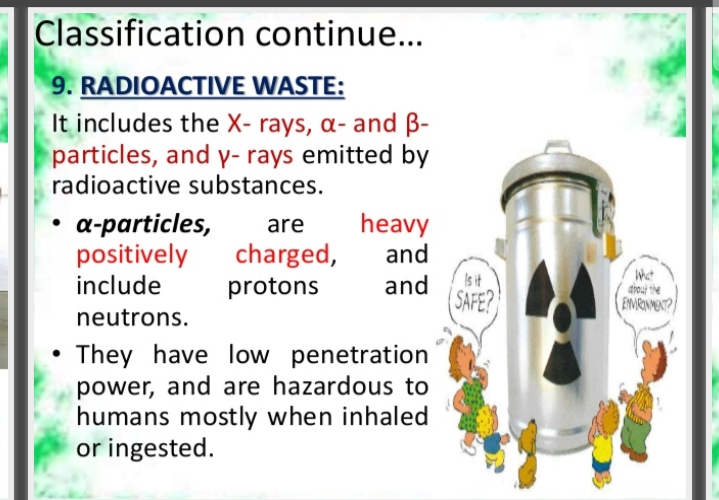 Classification continue...
9. RADIOACTIVE WASTE:
It includes the X- rays, α- and β-
particles, and γ- rays emitted by
radioactive substances.
• α-particles, are heavy
positively charged, and
include protons and
neutrons.
• They have low penetration
power, and are hazardous to
humans mostly when inhaled
or ingested.
Is it
SAFE?
What
about the
ENVIRONMENT?